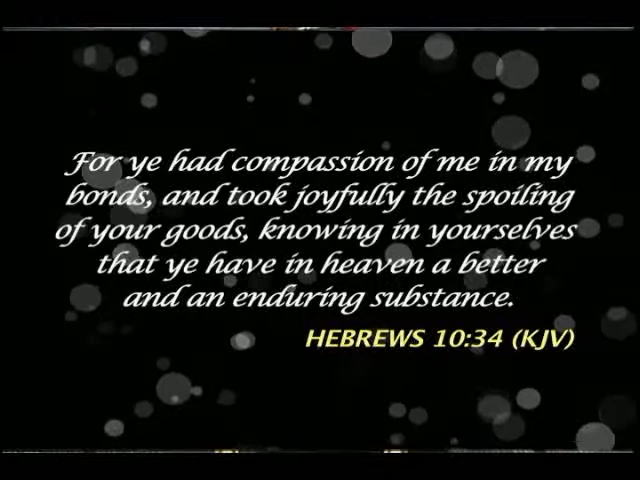 For ye had compassion of me in my
bonds, and took joyfully the spoiling
of your goods, knowing in yourselves
that ye have in heaven a better
and an enduring substance.
HEBREWS 10:34 (KJV)